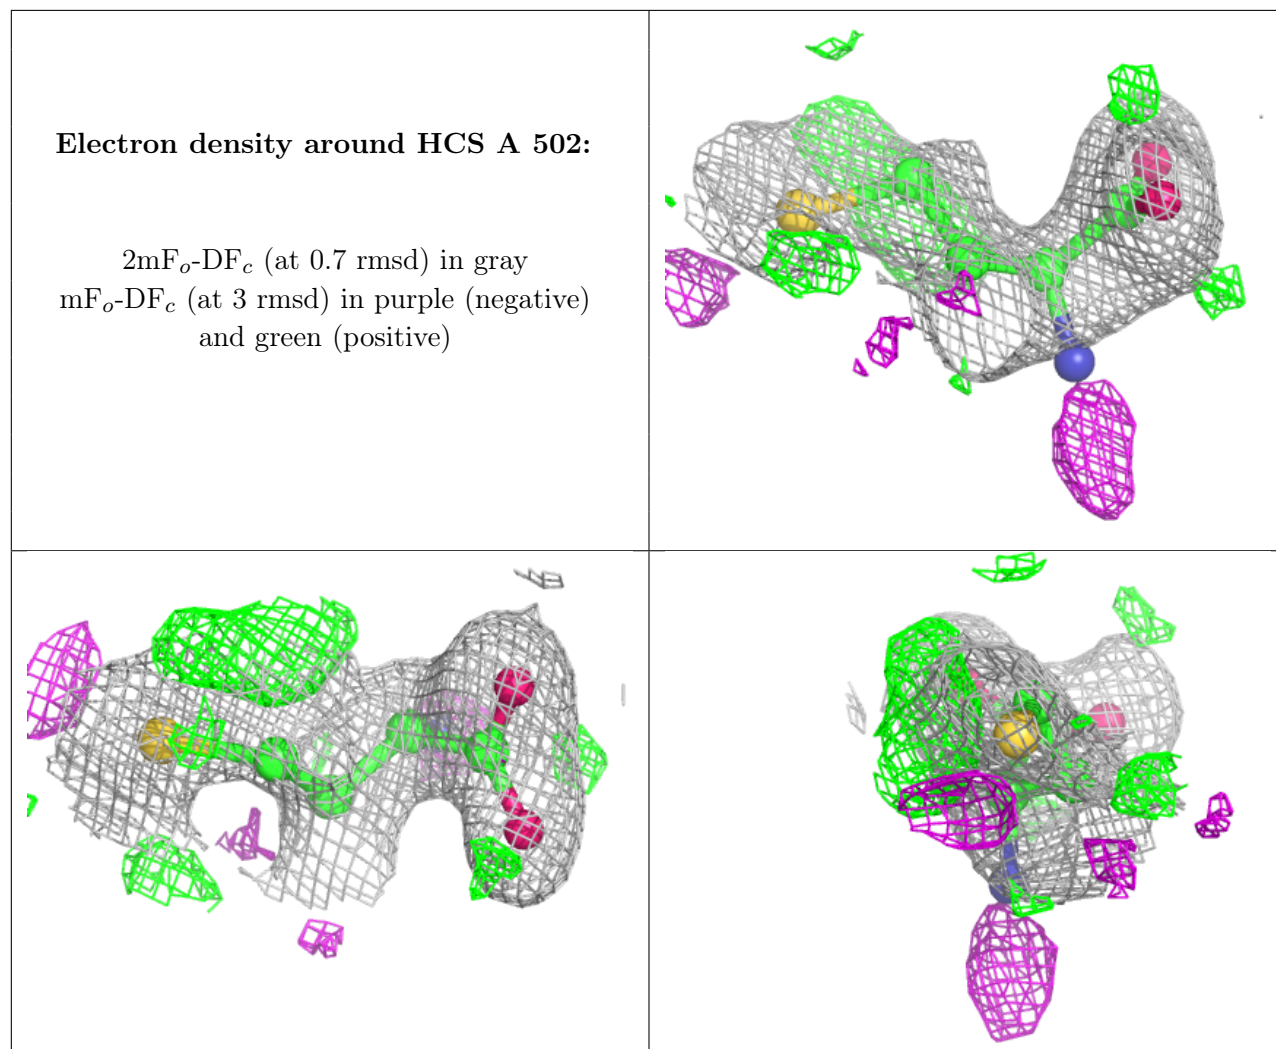 Electron density around HCS A 502:
2mFo-DFc (at 0.7 rmsd) in gray
mFo-DFc (at 3 rmsd) in purple (negative)
and green (positive)